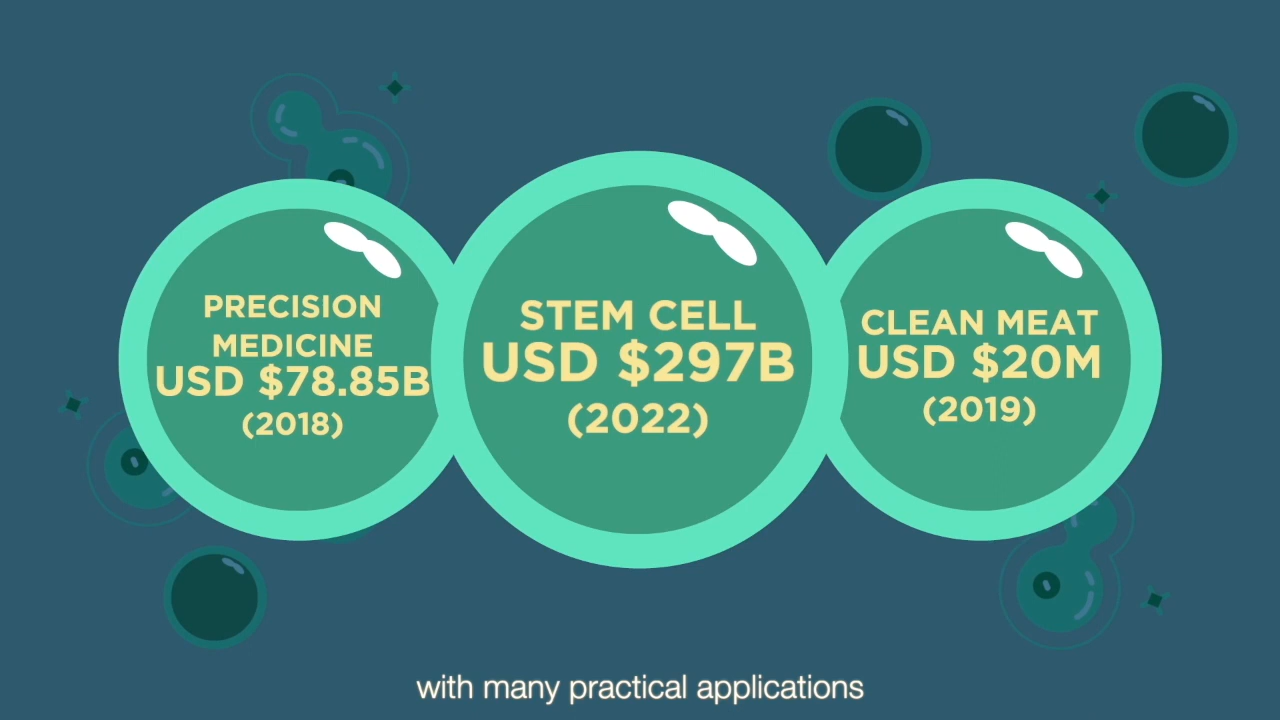 PRECISION
MEDICINE
USD $78.85B
(2018)
STEM CELL
USD $297B
(2022)
CLEAN MEAT
USD $20M
(2019)
with many practical applications